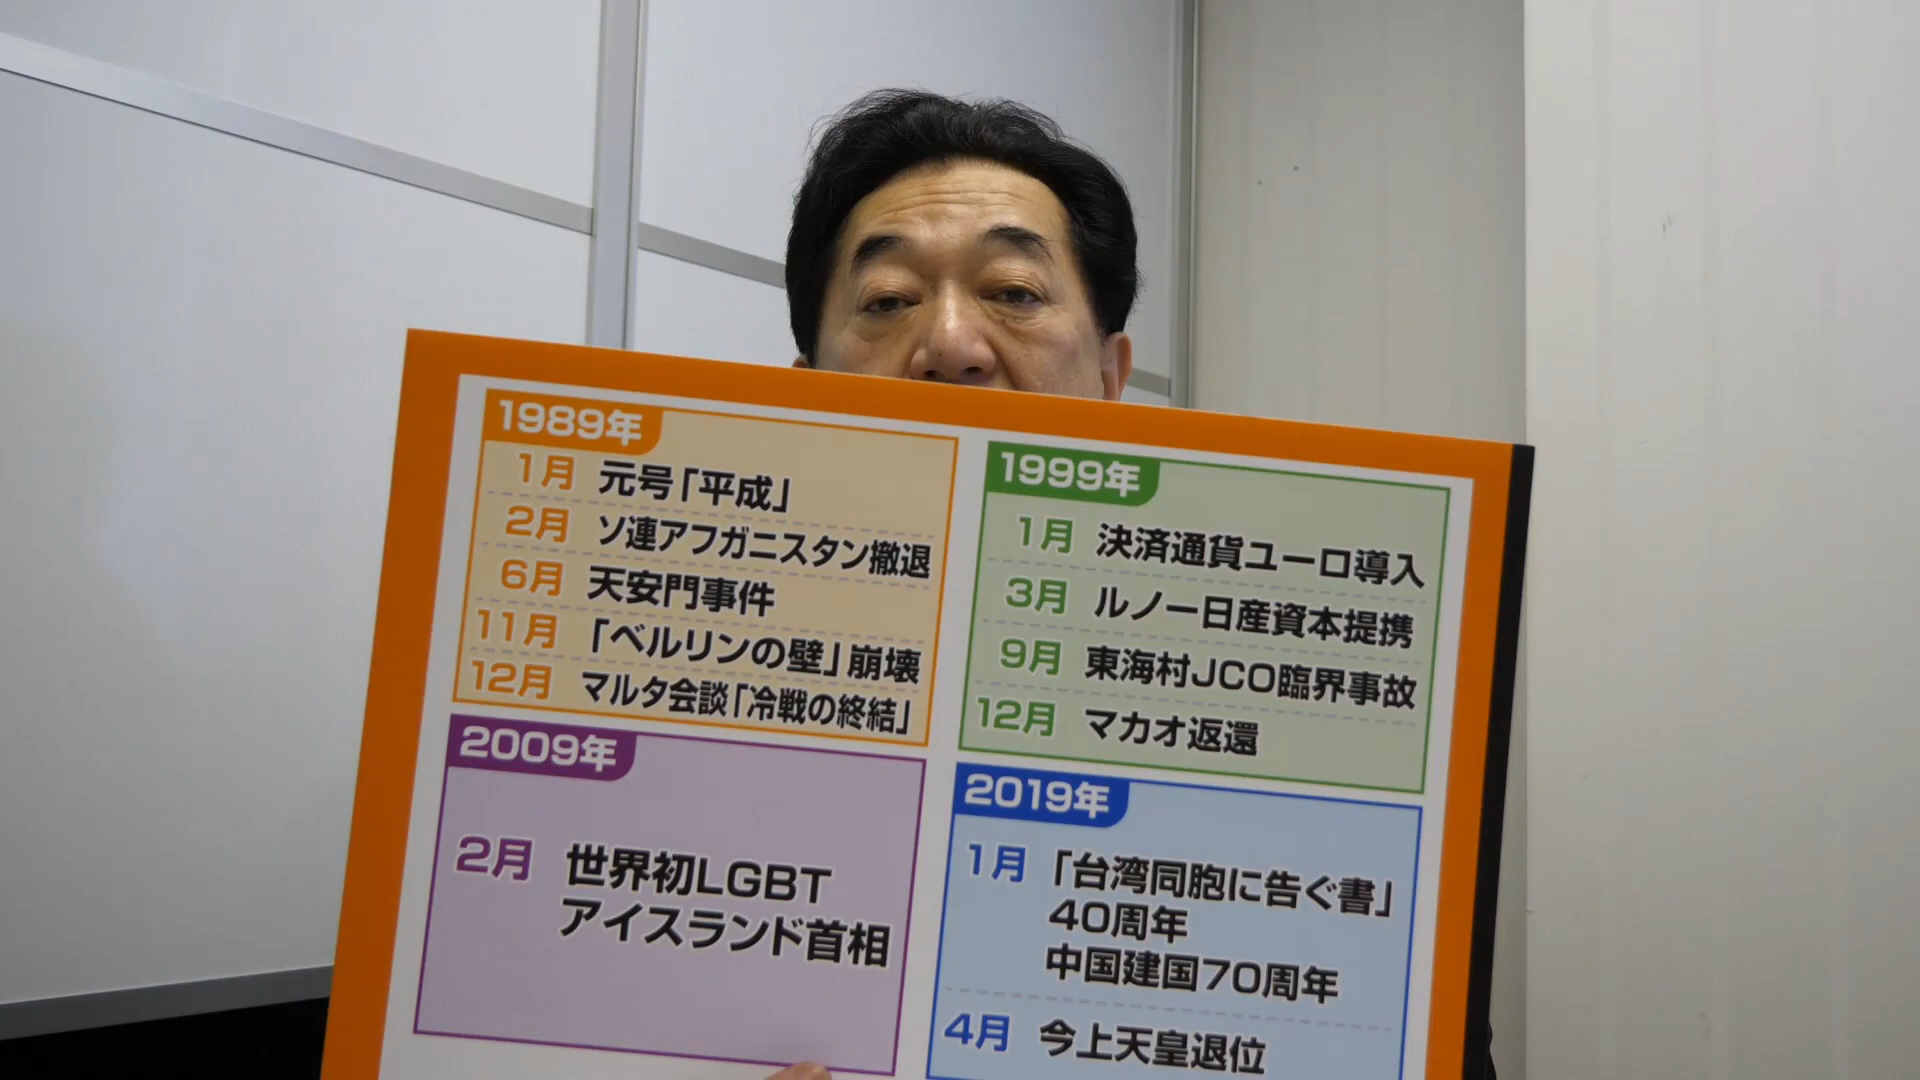 1989年
1月 元号「平成」
2月 ソ連アフガニスタン撤退
6月 天安門事件
11月 「ベルリンの壁」崩壊
12月 マルタ会談「冷戦の終結」
1999年
1月 決済通貨ユーロ導入
3月 ルノー日産資本提携
9月 東海村JCO臨界事故
12月 マカオ返還
2009年
2月 世界初LGBT
アイスランド首相
2019年
1月 「台湾同胞に告ぐ書」
40周年
中国建国70周年
4月 今上天皇退位